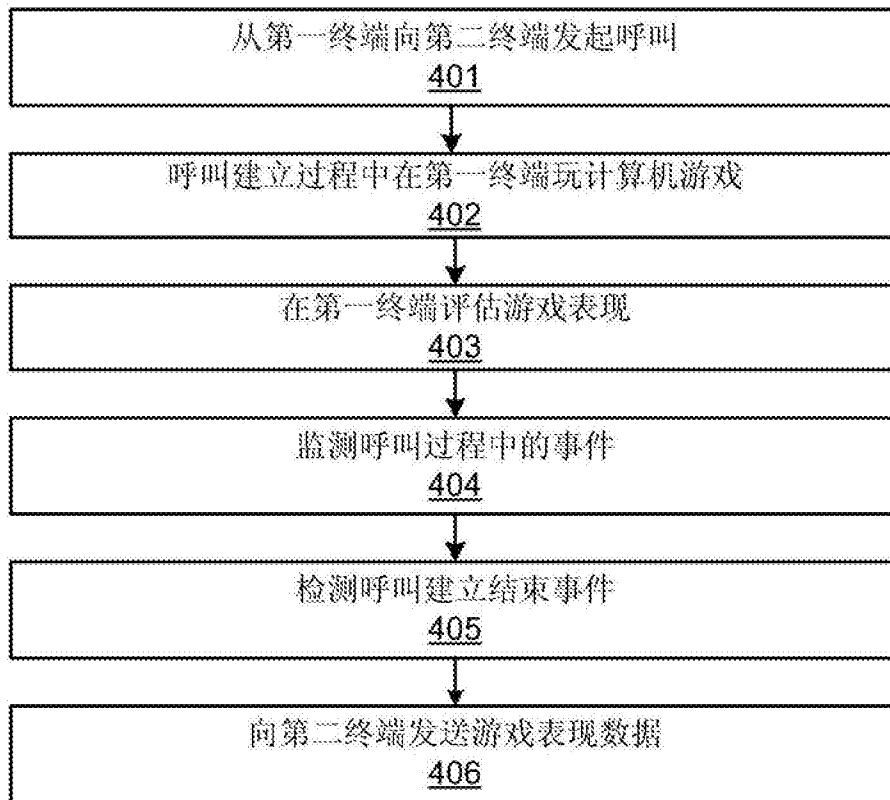 从第一终端向第二终端发起呼叫
401
呼叫建立过程中在第一终端玩计算机游戏
402
在第一终端评估游戏表现
403
监测呼叫过程中的事件
404
检测呼叫建立结束事件
405
向第二终端发送游戏表现数据
406